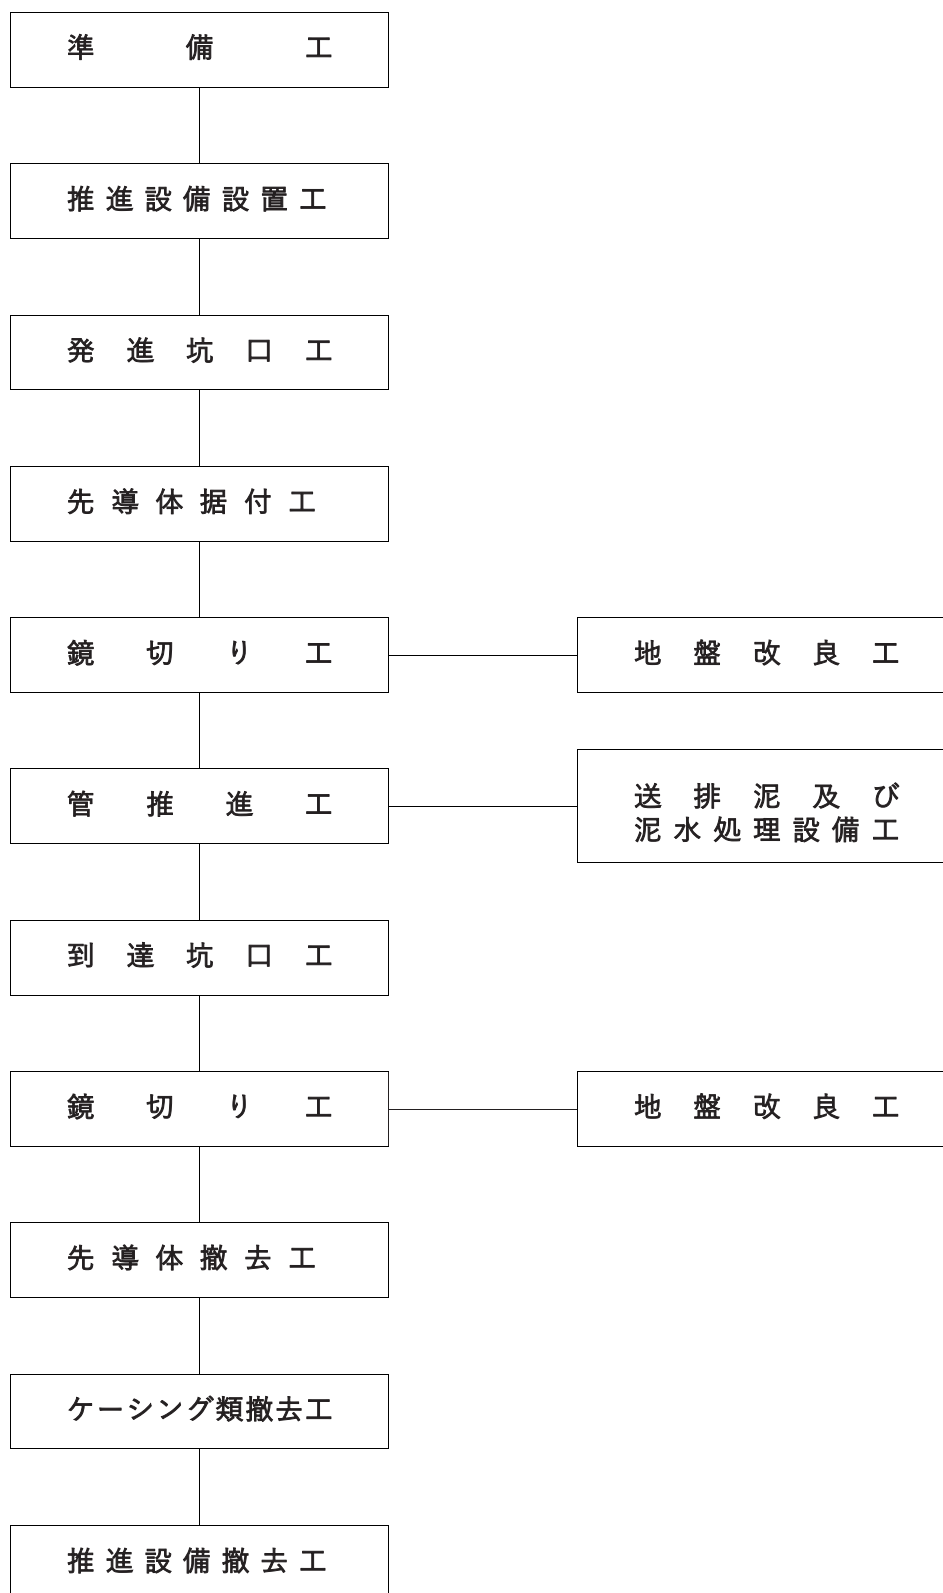 準備工
推進設備設置工
発進坑口工
先導体据付工
鏡切り工
地盤改良工
管推進工
送排泥及び
泥水処理設備工
到達坑口工
鏡切り工
地盤改良工
先導体撤去工
ケーシング類撤去工
推進設備撤去工